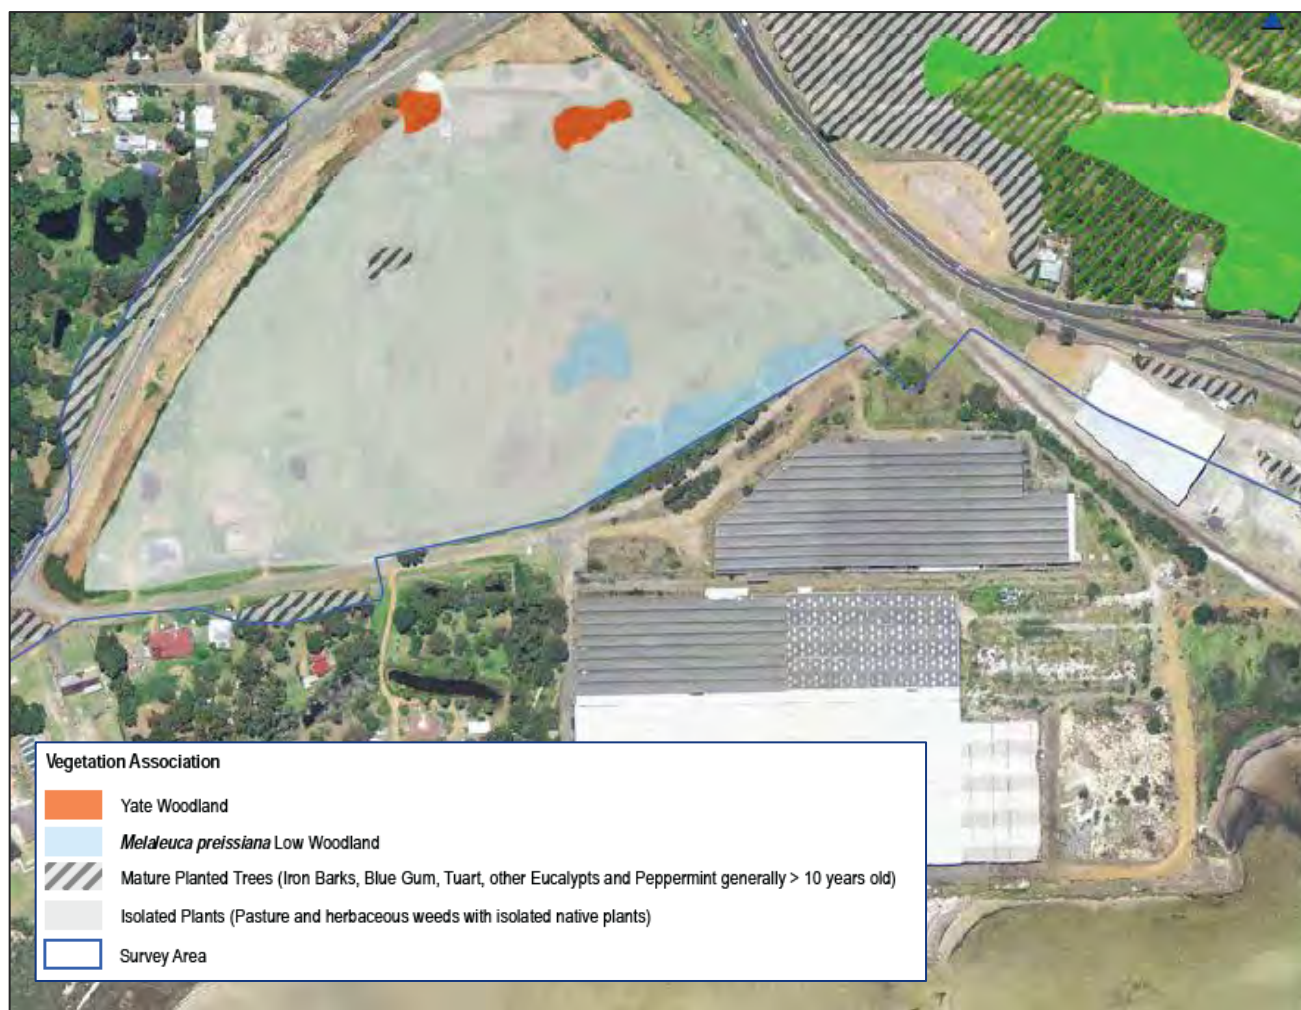 Vegetation Association
Yate Woodland
Melaleuca preissiana Low Woodland
Mature Planted Trees (Iron Barks, Blue Gum, Tuart, other Eucalypts and Peppermint generally > 10 years old)
Isolated Plants (Pasture and herbaceous weeds with isolated native plants)
Survey Area